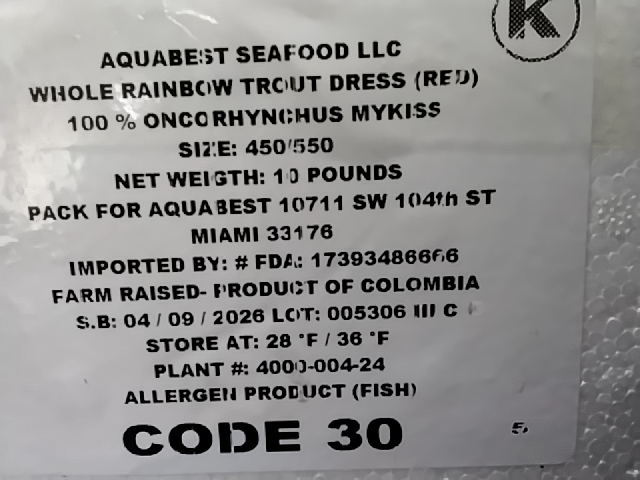 K
AQUABEST SEAFOOD LLC
WHOLE RAINBOW TROUT DRESS (RED)
100 % ONCORHYNCHUS MYKISS
SIZE: 450/550
NET WEIGTH: 10 POUNDS
PACK FOR AQUABEST 10711 SW 104th ST
MIAMI 33176
IMPORTED BY: # FDA: 17393486666
FARM RAISED- PRODUCT OF COLOMBIA
S.B: 04 / 09 / 2026 LOT: 005306 III C
STORE AT: 28 °F / 36 °F
PLANT #: 4000-004-24
ALLERGEN PRODUCT (FISH)
CODE 30